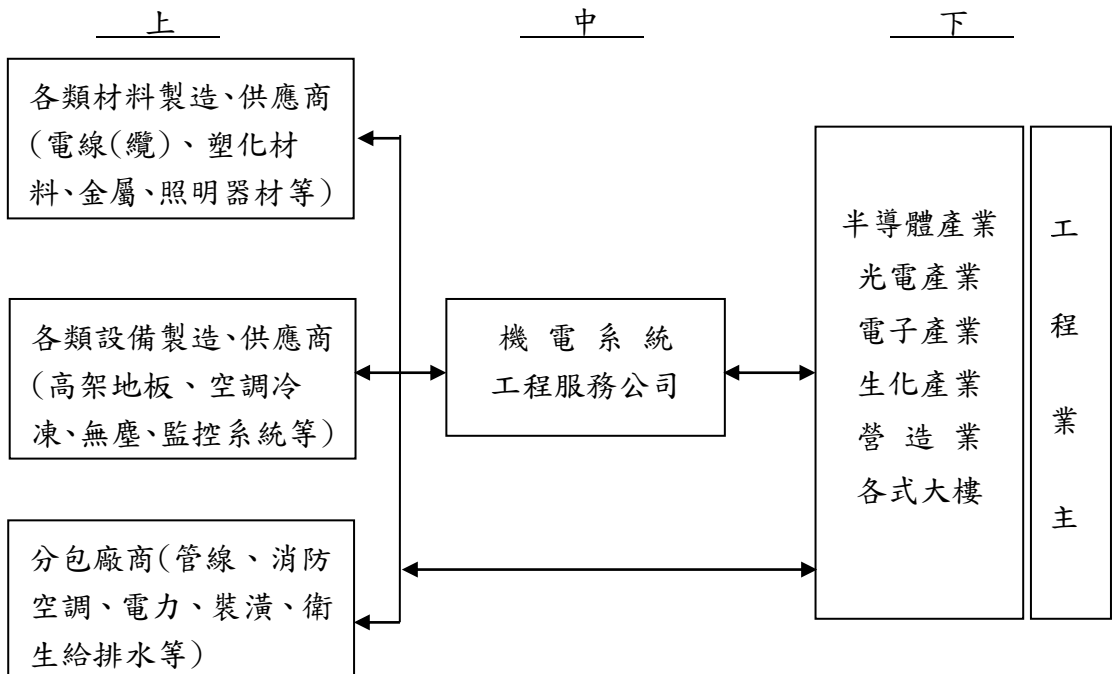 上
中
下
各類材料製造、供應商
(電線(纜)、塑化材
料、金屬、照明器材等)
各類設備製造、供應商
(高架地板、空調冷
凍、無塵、監控系統等)
分包廠商(管線、消防
空調、電力、裝潢、衛
生給排水等)
機電系統
工程服務公司
半導體產業
光電產業
電子產業
生化產業
營造業
各式大樓
工
程
業
主